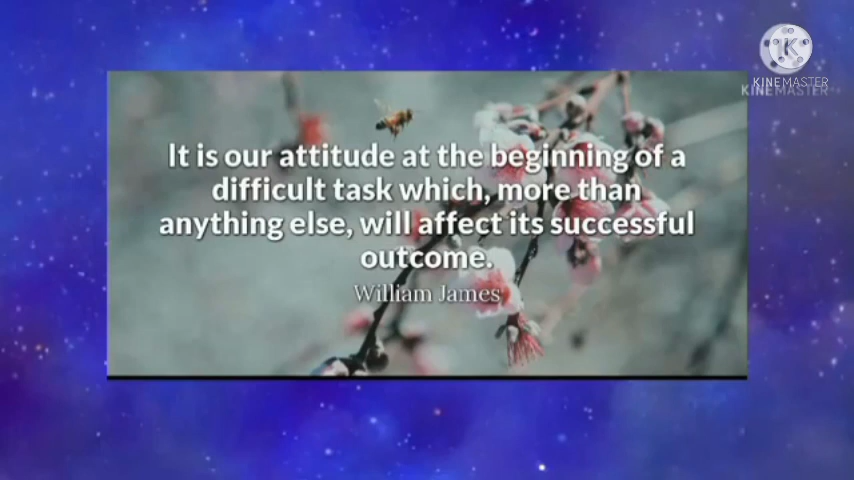 KINEMASTER
KINEMASTER
It is our attitude at the beginning of a
difficult task which, more than
anything else, will affect its successful
outcome.
William James